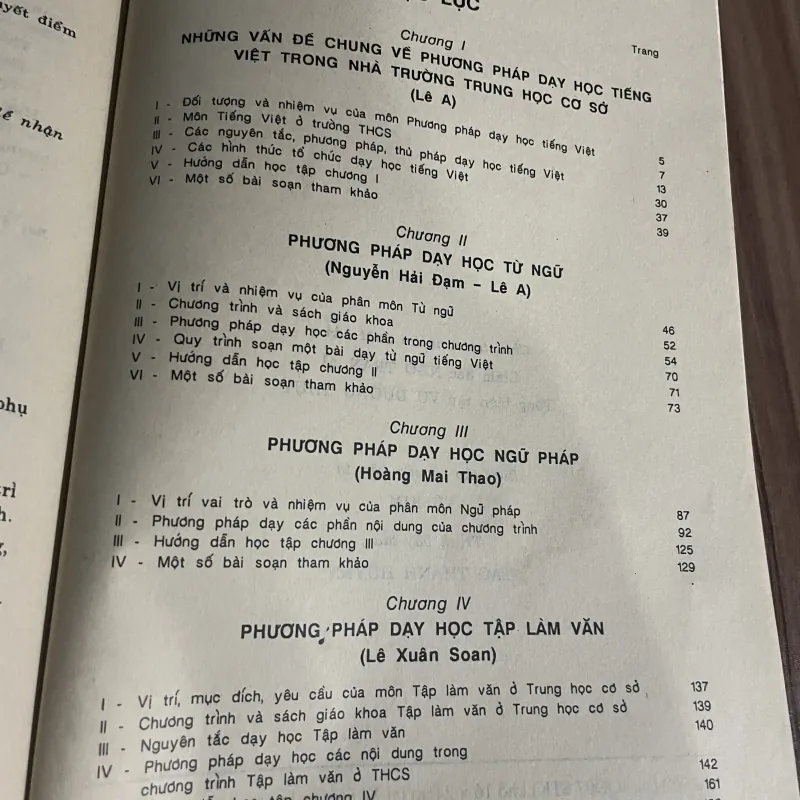 uyết điểm
để nhận
phụ
rì
h.
LỤC
Trang
Chương I
NHỮNG VẤN ĐỀ CHUNG VỀ PHƯƠNG PHÁP DẠY HỌC TIẾNG
VIỆT TRONG NHÀ TRƯỜNG TRUNG HỌC CƠ SỞ
(Lê A)
I - Đối tượng và nhiệm vụ của môn Phương pháp dạy học tiếng Việt 5
II - Môn Tiếng Việt ở trường THCS 7
III - Các nguyên tắc, phương pháp, thủ pháp dạy học tiếng Việt 13
IV - Các hình thức tổ chức dạy học tiếng Việt 30
V - Hướng dẫn học tập chương I 37
VI - Một số bài soạn tham khảo 39
Chương II
PHƯƠNG PHÁP DẠY HỌC TỪ NGỮ
(Nguyễn Hải Đạm - Lê A)
I - Vị trí và nhiệm vụ của phân môn Từ ngữ 46
II - Chương trình và sách giáo khoa 52
III - Phương pháp dạy học các phần trong chương trình 54
IV - Quy trình soạn một bài dạy từ ngữ tiếng Việt 70
V - Hướng dẫn học tập chương II 71
VI - Một số bài soạn tham khảo 73
Chương III
PHƯƠNG PHÁP DẠY HỌC NGỮ PHÁP
(Hoàng Mai Thao)
I - Vị trí vai trò và nhiệm vụ của phân môn Ngữ pháp 87
II - Phương pháp dạy các phần nội dung của chương trình 92
III - Hướng dẫn học tập chương III 125
IV - Một số bài soạn tham khảo 129
Chương IV
PHƯƠNG PHÁP DẠY HỌC TẬP LÀM VĂN
(Lê Xuân Soan)
I - Vị trí, mục đích, yêu cầu của môn Tập làm văn ở Trung học cơ sở 137
II - Chương trình và sách giáo khoa Tập làm văn ở Trung học cơ sở 139
III - Nguyên tắc dạy học Tập làm văn 140
IV - Phương pháp dạy học các nội dung trong
chương trình Tập làm văn ở THCS 142
học tập chương IV 161